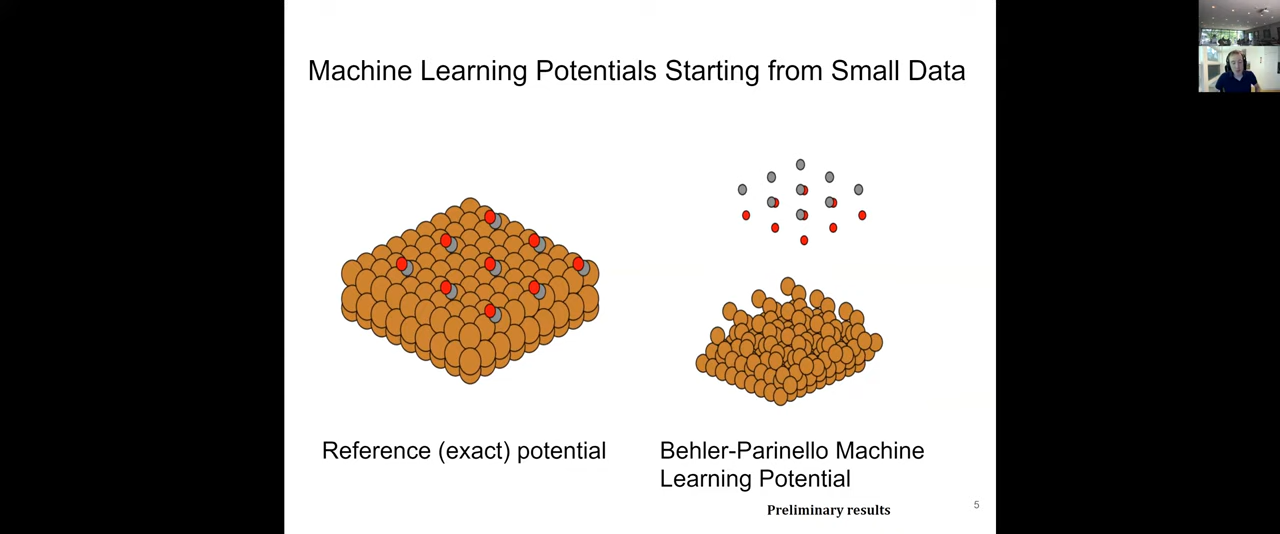 Machine Learning Potentials Starting from Small Data
Reference (exact) potential
Behler-Parinello Machine
Learning Potential
Preliminary results
5